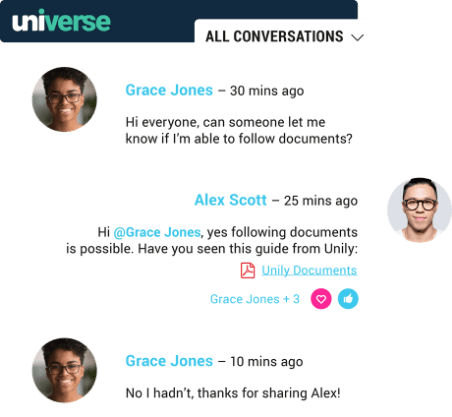 universe
ALL CONVERSATIONS
Grace Jones – 30 mins ago
Hi everyone, can someone let me
know if I'm able to follow documents?
Alex Scott – 25 mins ago
Hi @Grace Jones, yes following documents
is possible. Have you seen this guide from Unily:
Unily Documents
Grace Jones + 3
Grace Jones – 10 mins ago
No I hadn't, thanks for sharing Alex!